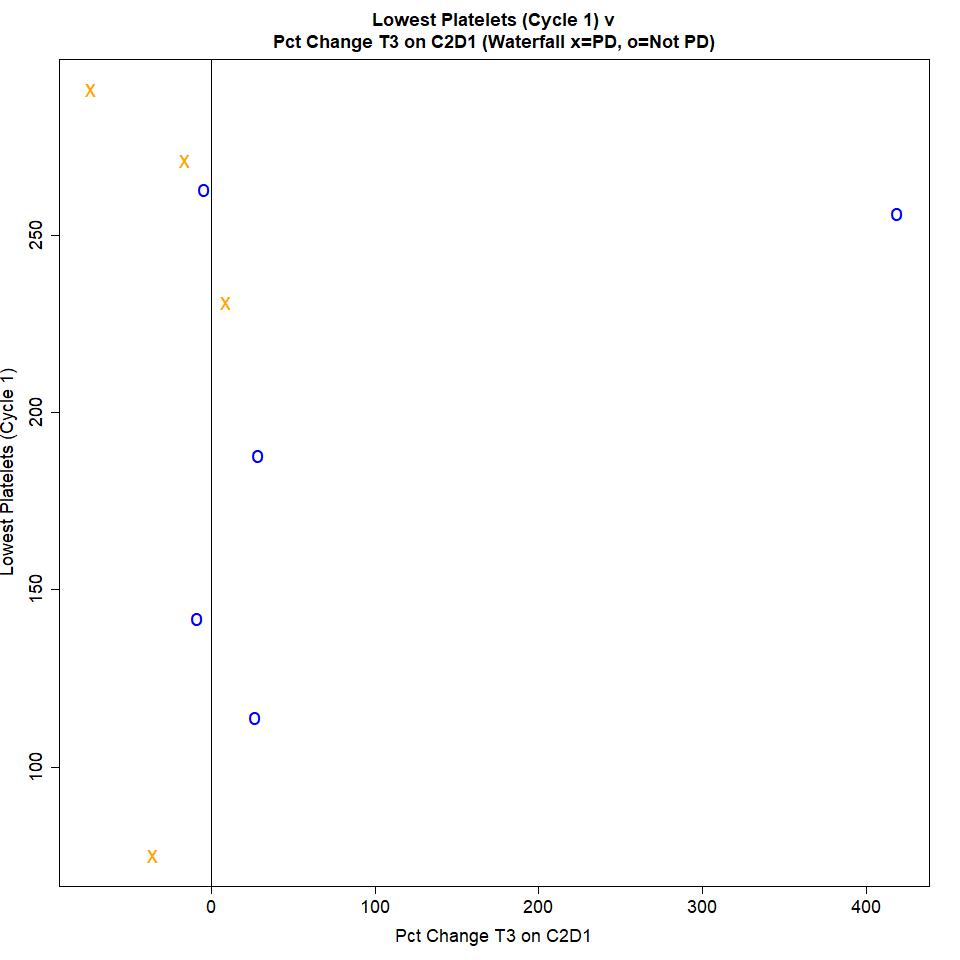 Lowest Platelets (Cycle 1) v
Pct Change T3 on C2D1 (Waterfall x=PD, o=Not PD)
X
X
O
O
X
O
O
O
X
250
200
150
100
Lowest Platelets (Cycle 1)
0 100 200 300 400
Pct Change T3 on C2D1